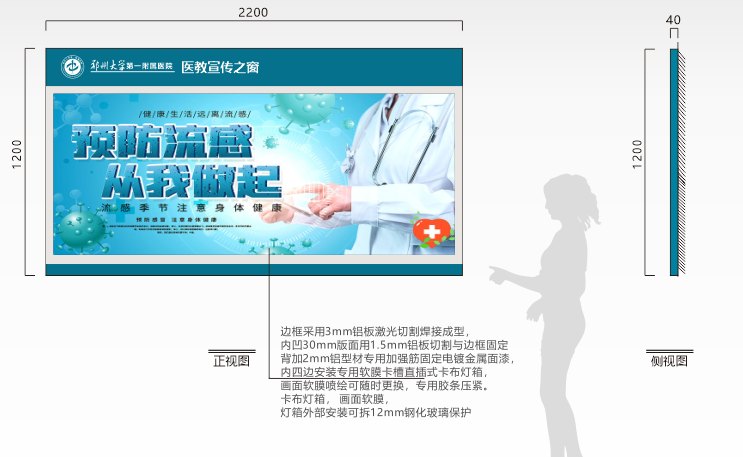 2200
40
鄭州大学第一附属医院 医教宣传之窗
1200
1200
/健/康/生/活/远/离/流/感/
预防流感
从我做起
流感季节注意身体健康
预防感冒 注意身体健康
边框采用3mm铝板激光切割焊接成型，
内凹30mm版面用1.5mm铝板切割与边框固定
背加2mm铝型材专用加强筋固定电镀金属面漆，
内四边安装专用软膜卡槽直插式卡布灯箱，
画面软膜喷绘可随时更换，专用胶条压紧。
卡布灯箱， 画面软膜，
灯箱外部安装可拆12mm钢化玻璃保护
正视图
侧视图